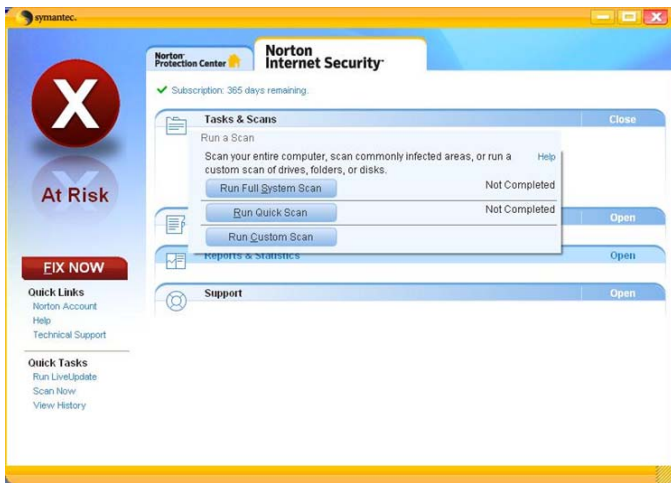 symantec.
Norton Protection Center
Norton Internet Security
Subscription: 365 days remaining.
X
At Risk
FIX NOW
Quick Links
Norton Account
Help
Technical Support
Quick Tasks
Run LiveUpdate
Scan Now
View History
Tasks & Scans Close
Run a Scan
Scan your entire computer, scan commonly infected areas, or run a Help
custom scan of drives, folders, or disks.
Run Full System Scan Not Completed
Run Quick Scan Not Completed
Open
Run Custom Scan
Reports & Statistics Open
Support Open